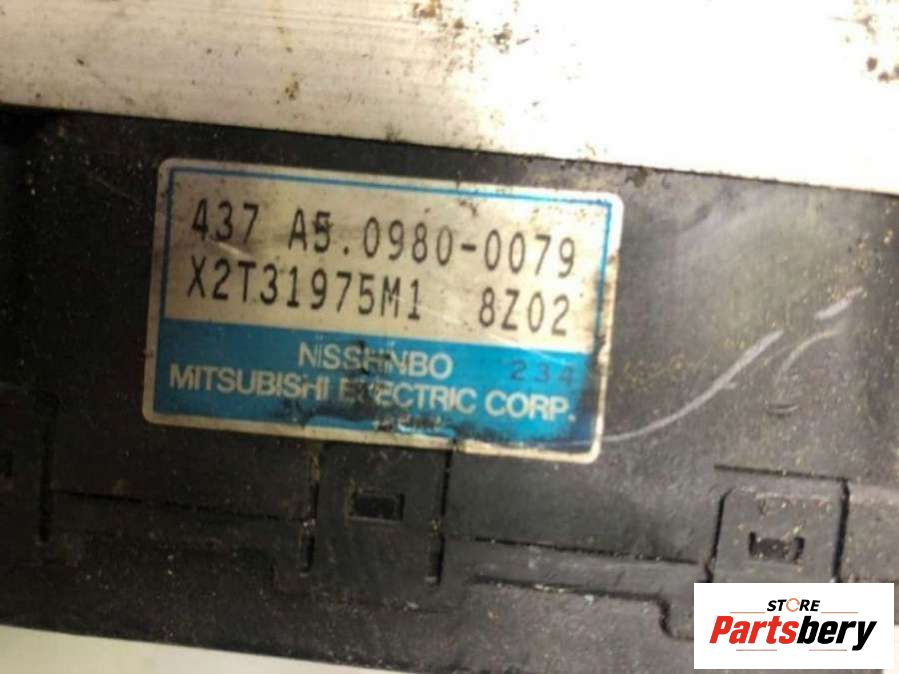 437 A5.0980-0079
X2T31975M1 8Z02
NISSHINBO 234
MITSUBISHI ELECTRIC CORP.
STORE
Partsbery